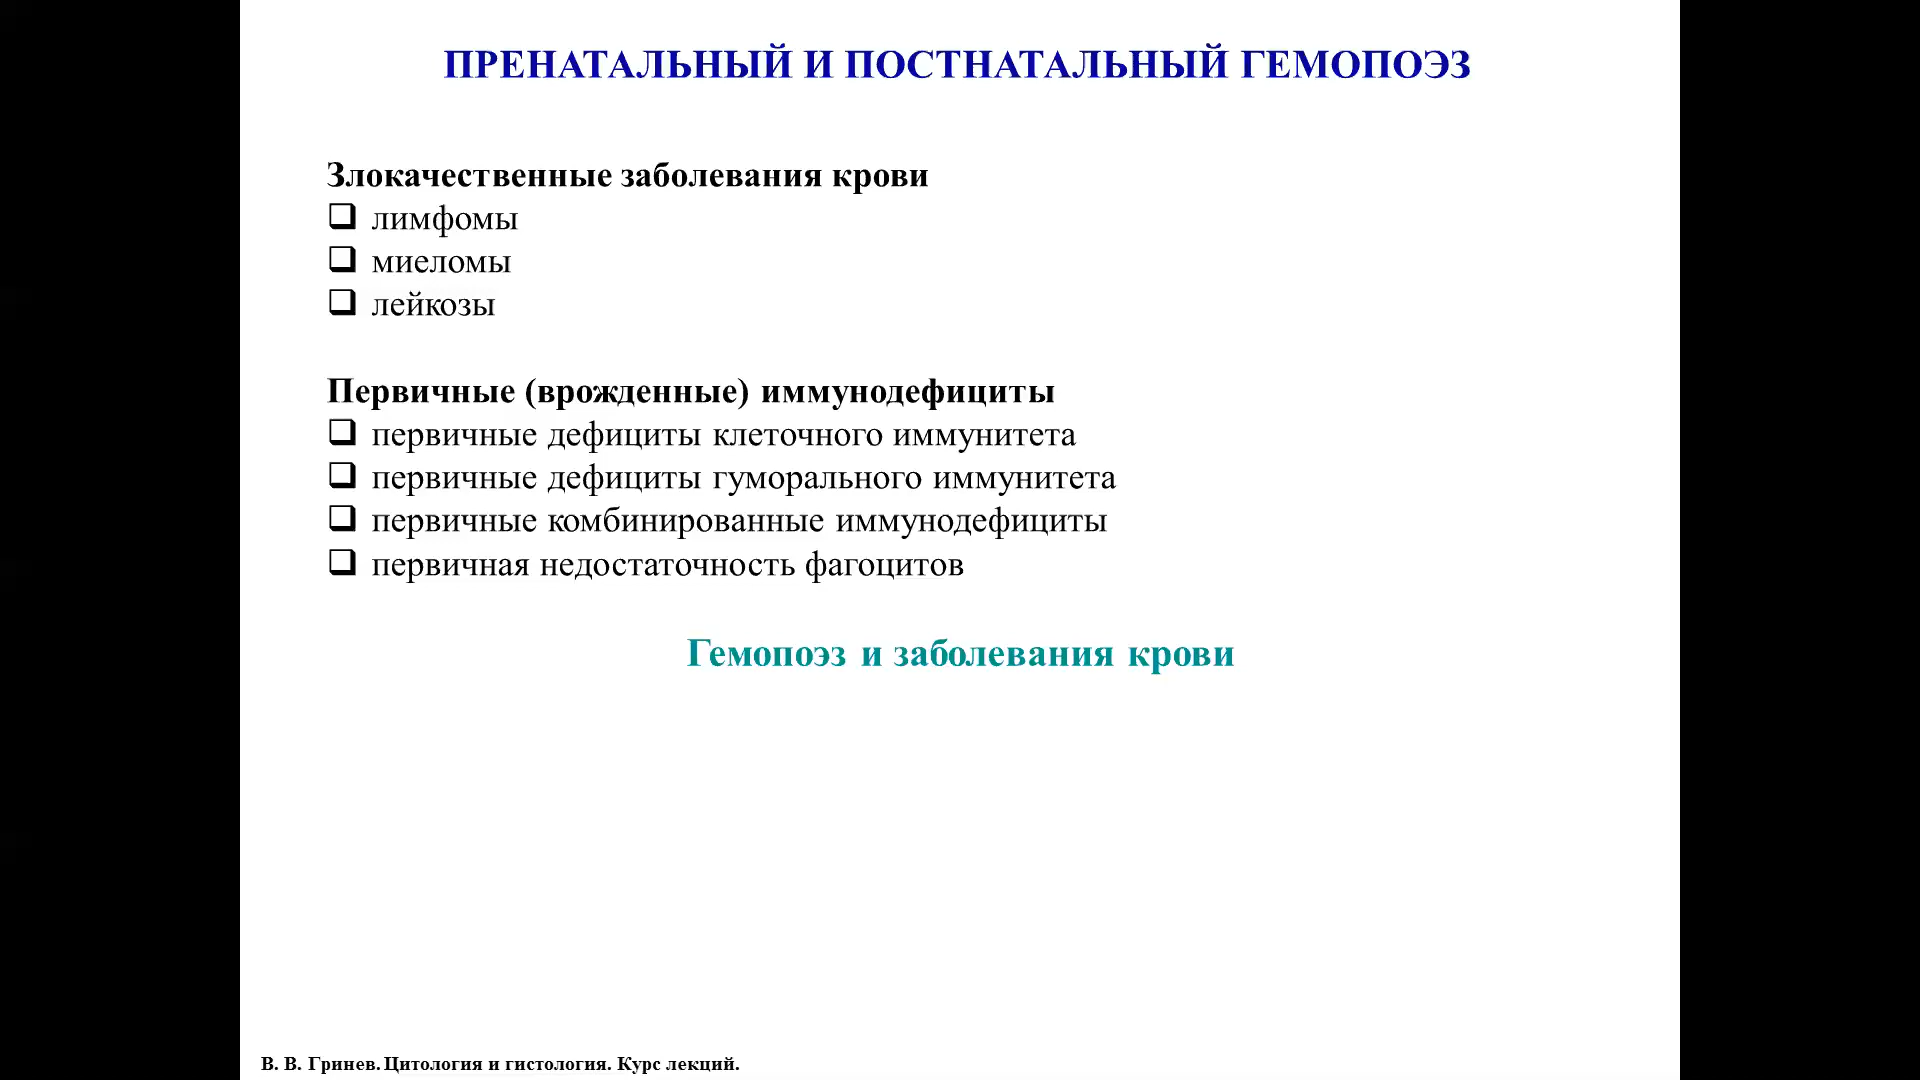 ПРЕНАТАЛЬНЫЙ И ПОСТНАТАЛЬНЫЙ ГЕМОПОЭЗ
Злокачественные заболевания крови
лимфомы
миеломы
лейкозы
Первичные (врожденные) иммунодефициты
первичные дефициты клеточного иммунитета
первичные дефициты гуморального иммунитета
первичные комбинированные иммунодефициты
первичная недостаточность фагоцитов
Гемопоэз и заболевания крови
В. В. Гринев. Цитология и гистология. Курс лекций.